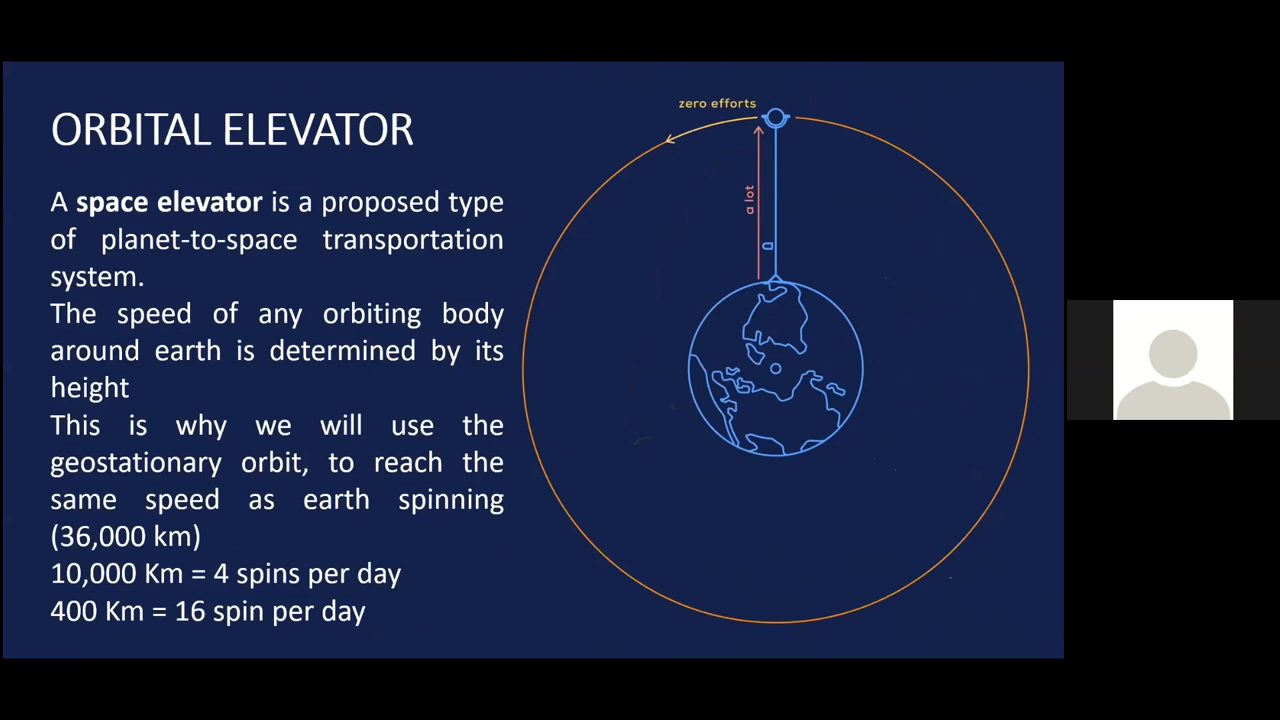 ORBITAL ELEVATOR
A space elevator is a proposed type
of planet-to-space transportation
system.
The speed of any orbiting body
around earth is determined by its
height
This is why we will use the
geostationary orbit, to reach the
same speed as earth spinning
(36,000 km)
10,000 Km = 4 spins per day
400 Km = 16 spin per day
zero efforts
a lot